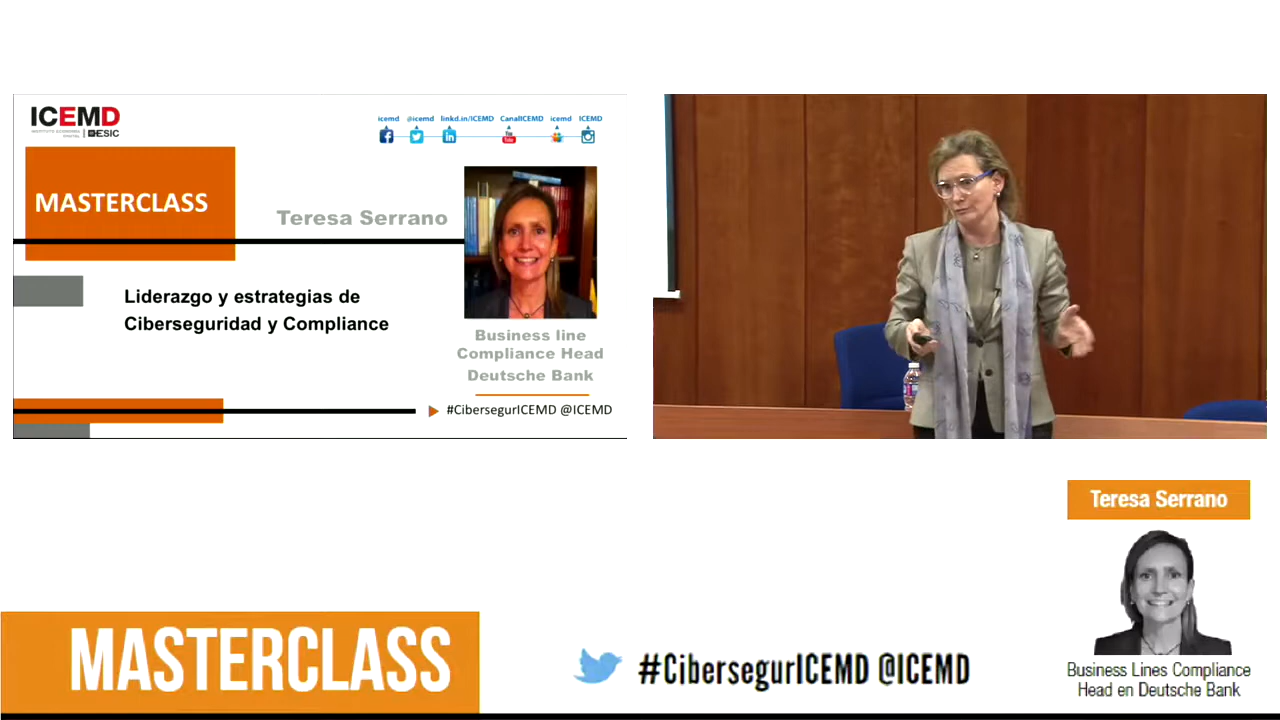 ICEMD
ESIC
icemd @icemd linkd.in/ICEMD CanalICEMD icemd ICEMD
MASTERCLASS
Teresa Serrano
Liderazgo y estrategias de
Ciberseguridad y Compliance
Business line
Compliance Head
Deutsche Bank
#CibersegurICEMD @ICEMD
Teresa Serrano
MASTERCLASS
#CibersegurICEMD @ICEMD
Business Lines Compliance
Head en Deutsche Bank